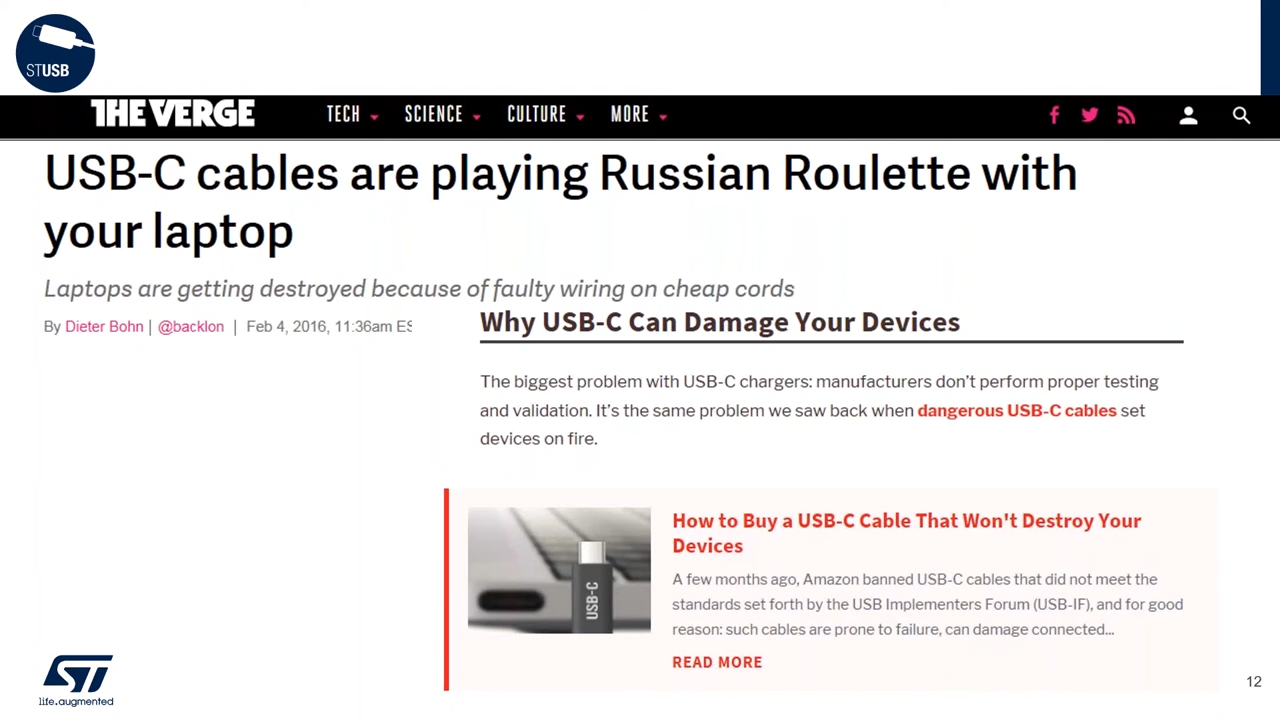 STUSB
THE VERGE TECH SCIENCE CULTURE MORE
USB-C cables are playing Russian Roulette with
your laptop
Laptops are getting destroyed because of faulty wiring on cheap cords
By Dieter Bohn | @backlon | Feb 4, 2016, 11:36am ES
Why USB-C Can Damage Your Devices
The biggest problem with USB-C chargers: manufacturers don't perform proper testing
and validation. It's the same problem we saw back when dangerous USB-C cables set
devices on fire.
USB-C
How to Buy a USB-C Cable That Won't Destroy Your
Devices
A few months ago, Amazon banned USB-C cables that did not meet the
standards set forth by the USB Implementers Forum (USB-IF), and for good
reason: such cables are prone to failure, can damage connected...
READ MORE
ST
life.augmented
12